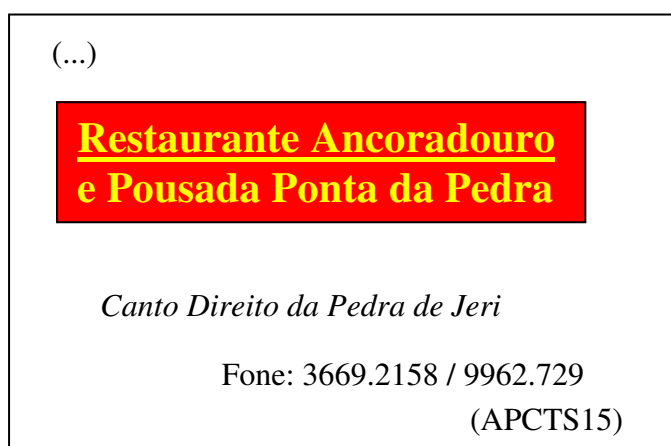 (...)
Restaurante Ancoradouro
e Pousada Ponta da Pedra
Canto Direito da Pedra de Jeri
Fone: 3669.2158 / 9962.729
(APCTS15)